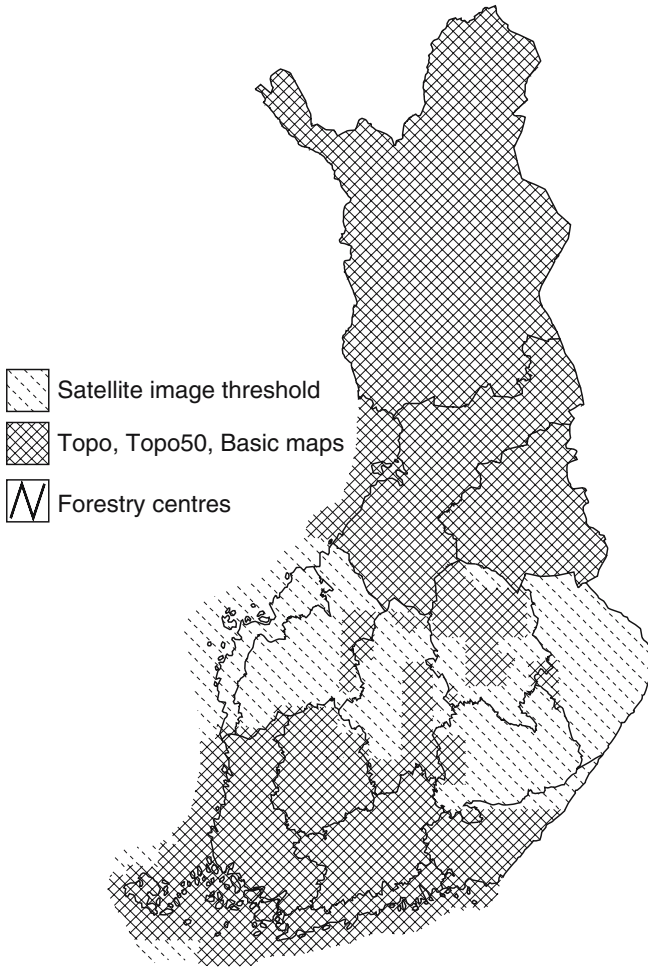 Satellite image threshold
Topo, Topo50, Basic maps
Forestry centres